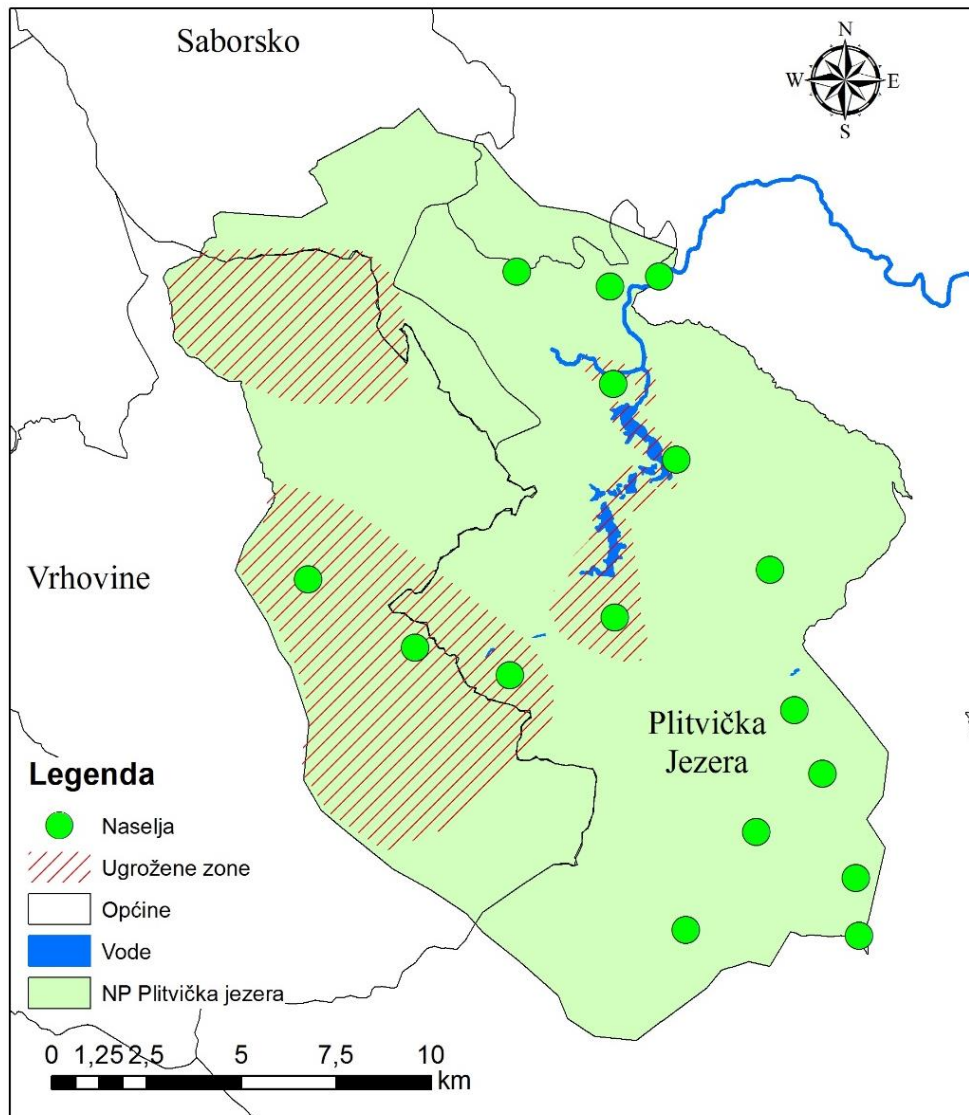 Saborsko
N
W E
S
Vrhovine
Plitvička
Jezera
Legenda
Naselja
Ugrožene zone
Općine
Vode
NP Plitvička jezera
0 1,25 2,5 5 7,5 10
km